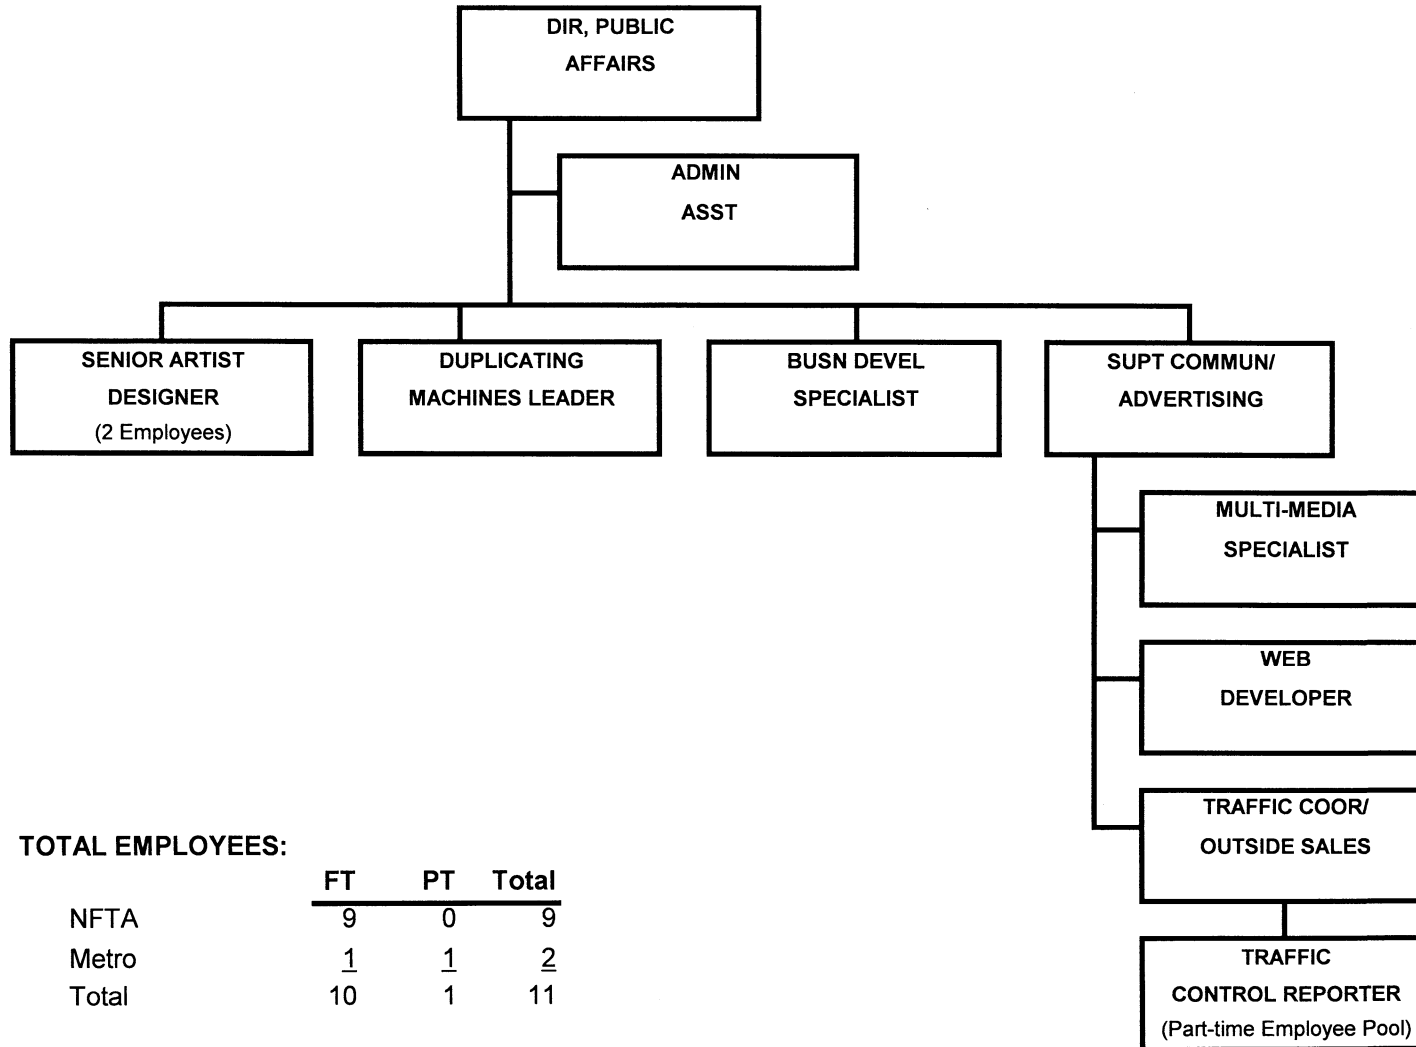 DIR, PUBLIC
AFFAIRS
ADMIN
ASST
SENIOR ARTIST
DESIGNER
(2 Employees)
DUPLICATING
MACHINES LEADER
BUSN DEVEL
SPECIALIST
SUPT COMMUN/
ADVERTISING
MULTI-MEDIA
SPECIALIST
WEB
DEVELOPER
TRAFFIC COOR/
OUTSIDE SALES
TRAFFIC
CONTROL REPORTER
(Part-time Employee Pool)
TOTAL EMPLOYEES:
FT PT Total
NFTA 9 0 9
Metro 1 1 2
Total 10 1 11